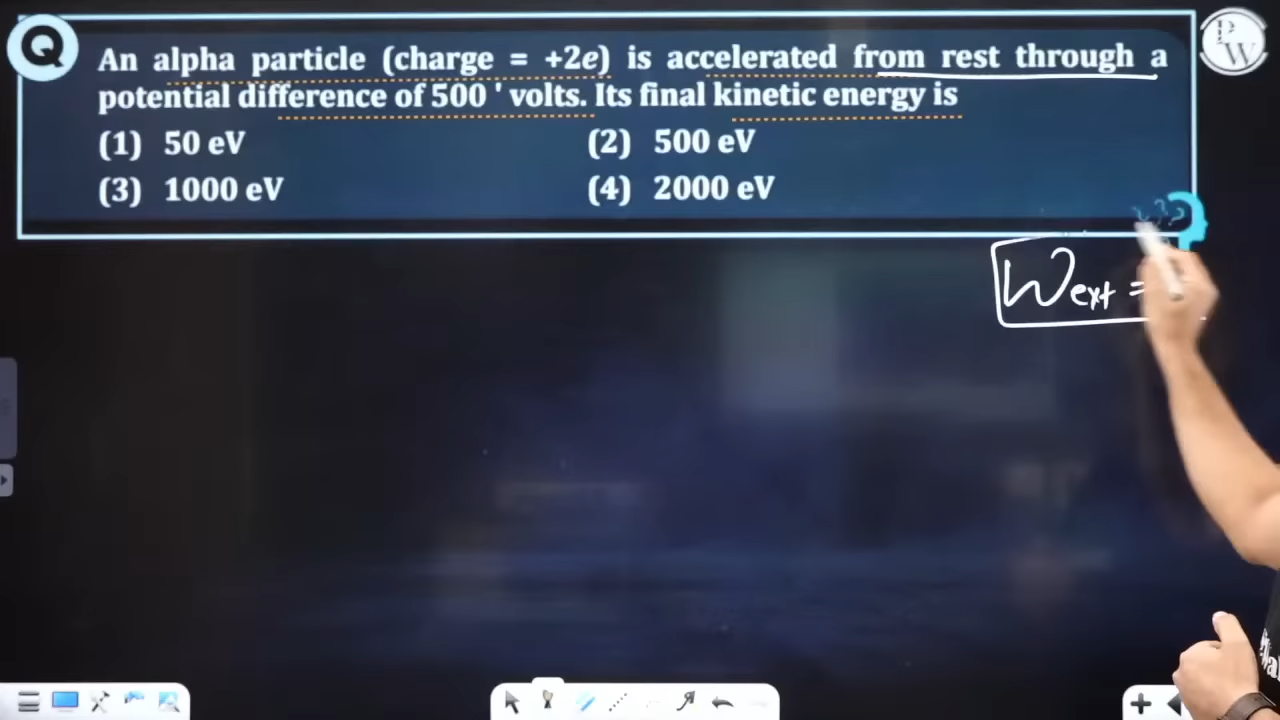 Q
An alpha particle (charge = +2e) is accelerated from rest through a
potential difference of 500 ' volts. Its final kinetic energy is
(1) 50 eV
(2) 500 eV
(3) 1000 eV
(4) 2000 eV
PW
Wext =